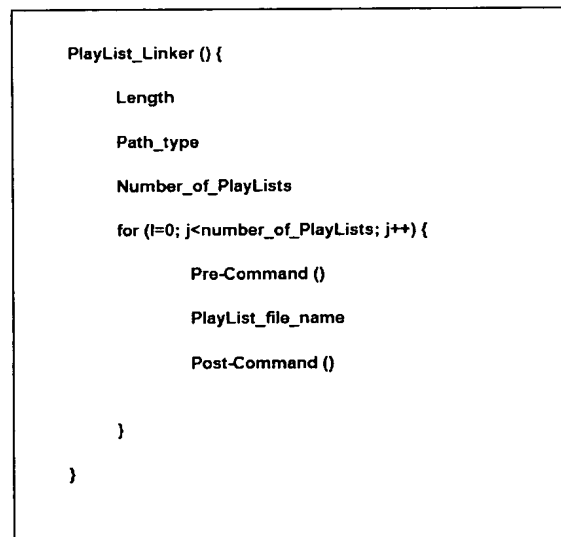 PlayList_Linker () {
Length
Path_type
Number_of_PlayLists
for (I=0; j<number_of_PlayLists; j++) {
Pre-Command ()
PlayList_file_name
Post-Command ()
}
}